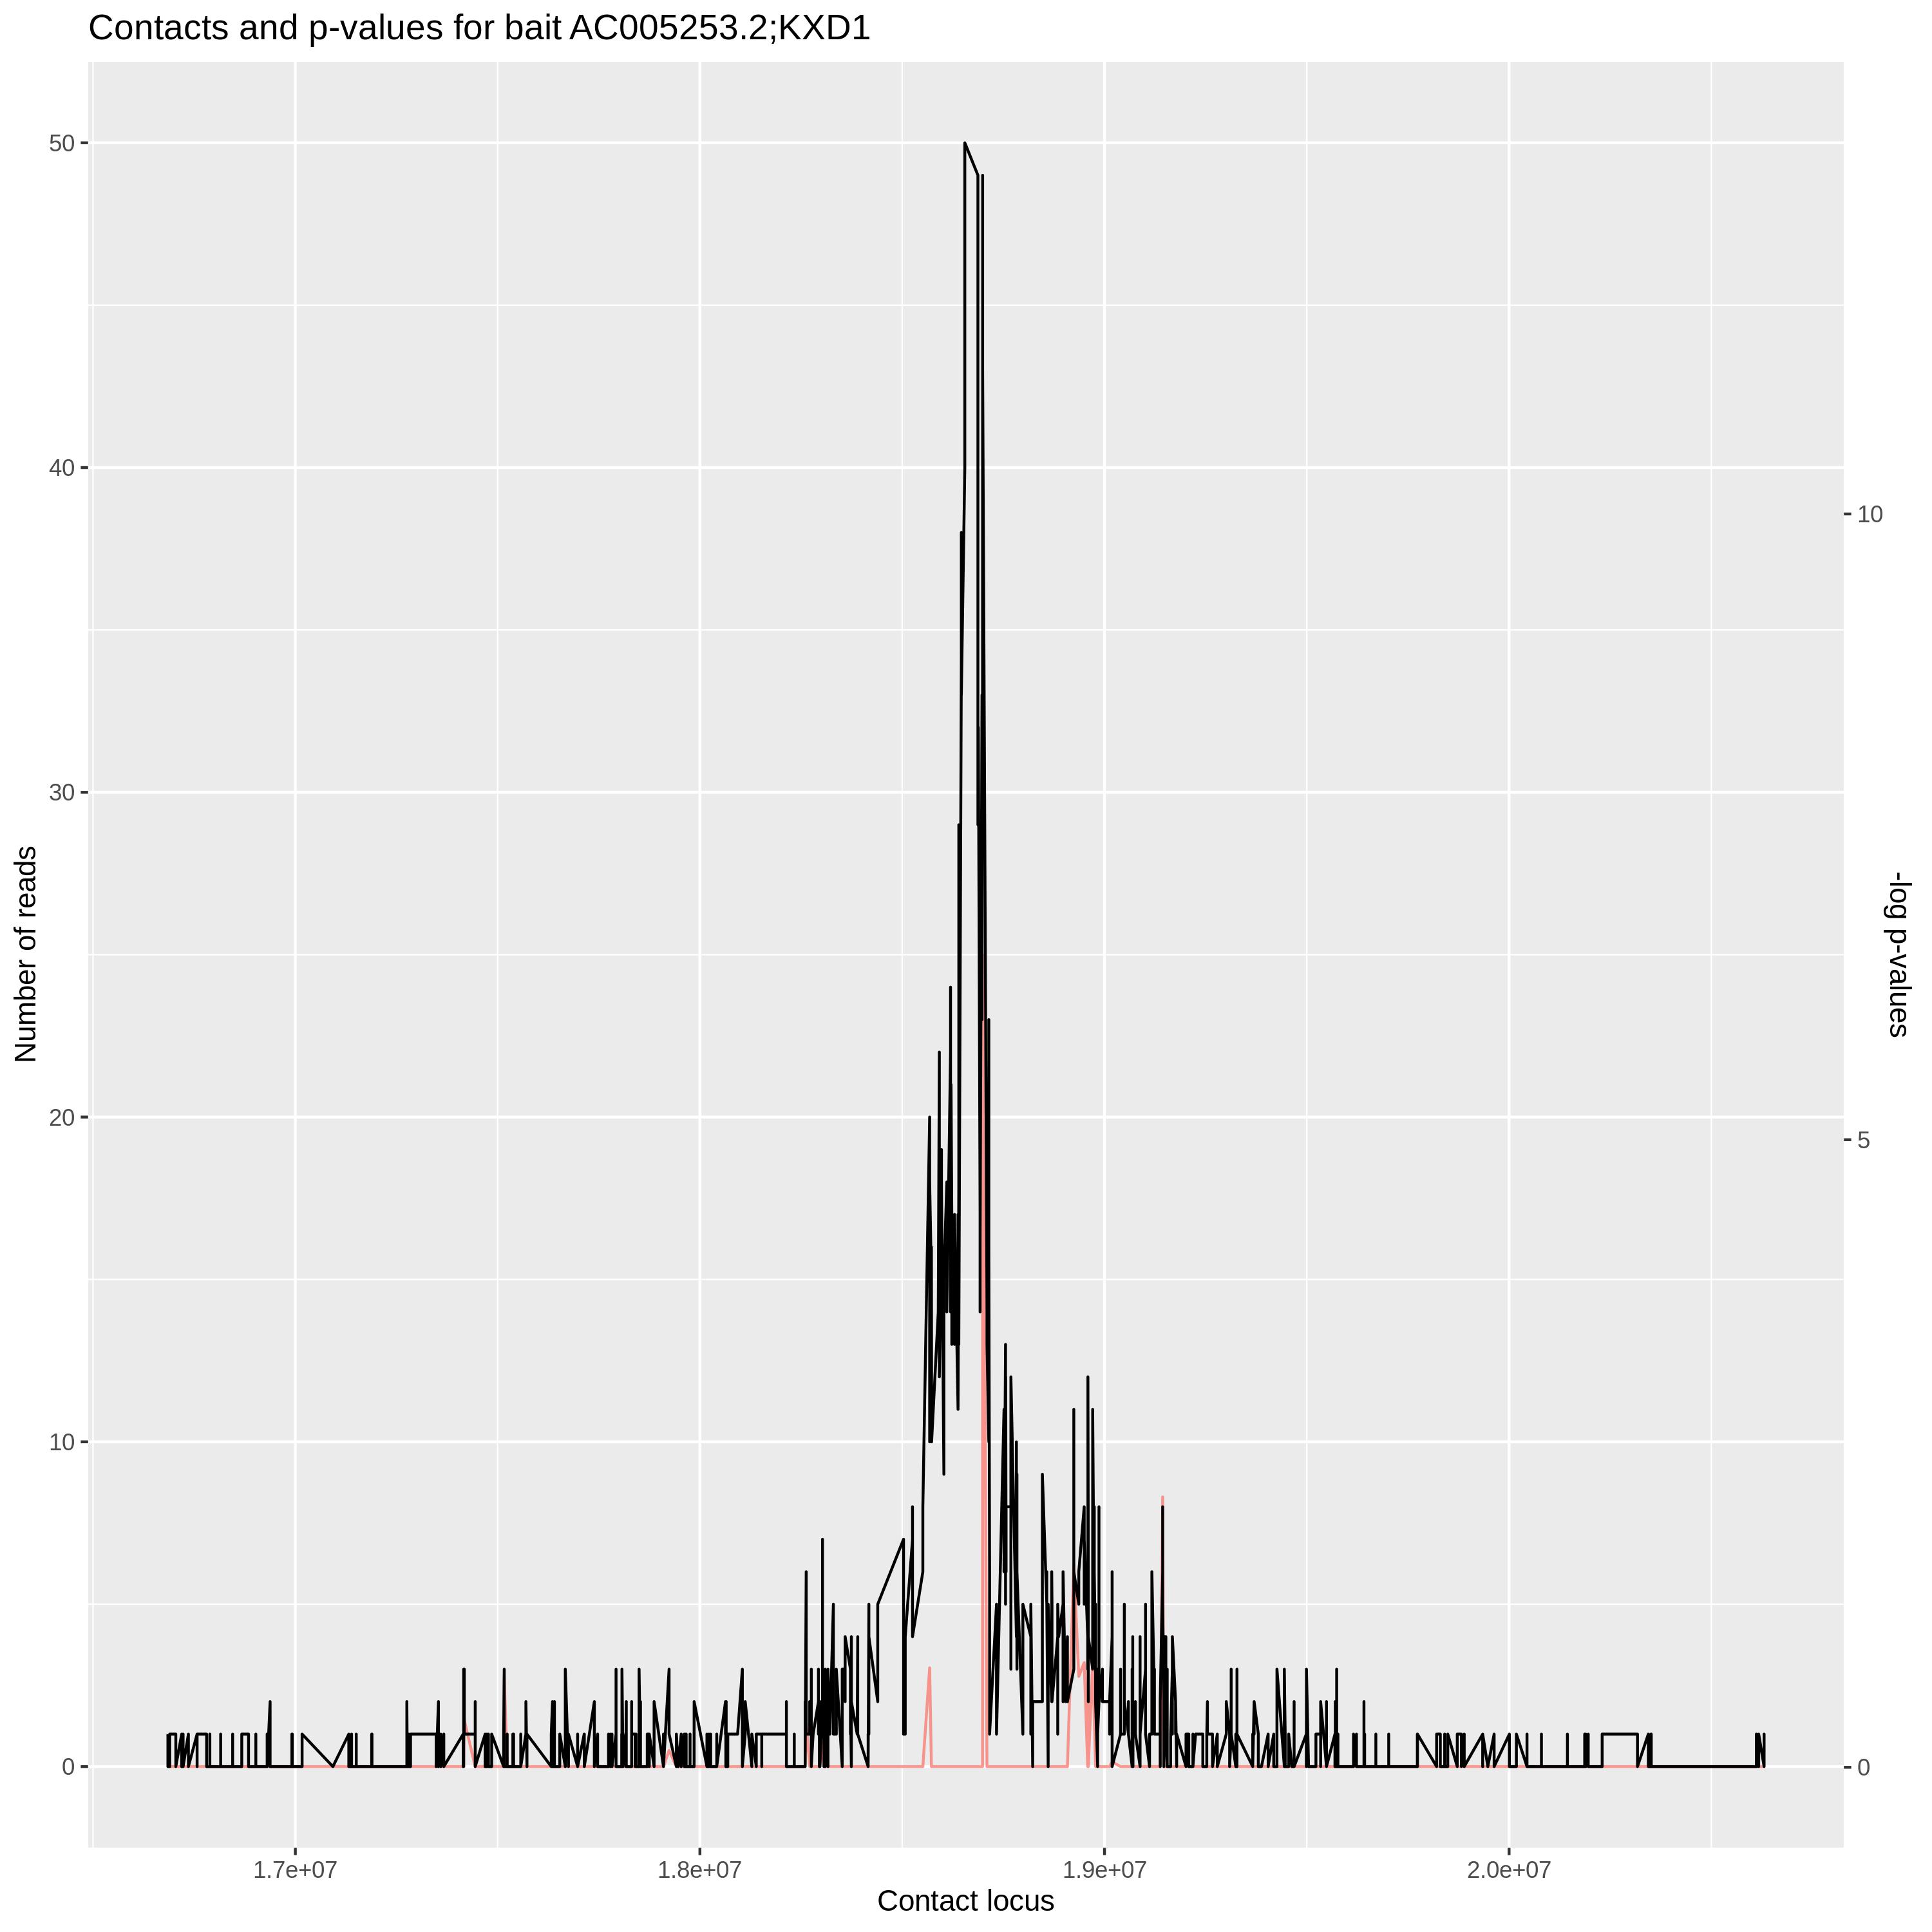 Contacts and p-values for bait AC005253.2;KXD1
50
40
30
20
10
0
Number of reads
10
5
0
-log p-values
1.7e+07
1.8e+07
1.9e+07
2.0e+07
Contact locus